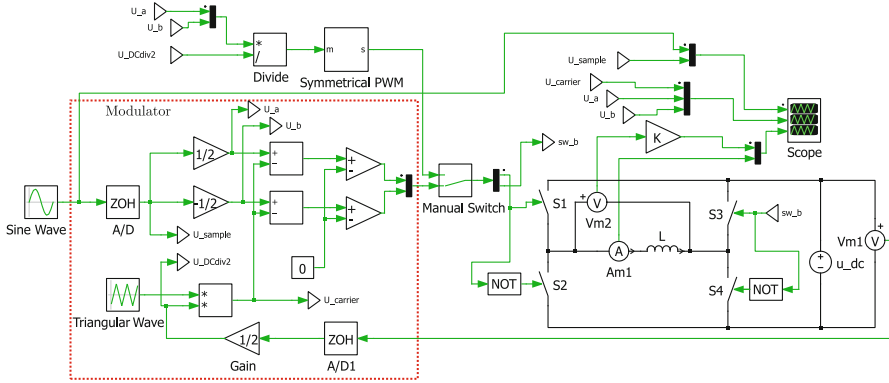 U_a
U_b
U_DCdiv2
*
/
Divide
m s
Symmetrical PWM
U_sample
U_carrier
U_a
U_b
K
Scope
Modulator
U_a
U_b
1/2
-1/2
+
-
+
-
+
-
+
-
sw_b
Manual Switch
ZOH
A/D
Sine Wave
U_sample
U_DCdiv2
0
*
*
Triangular Wave
U_carrier
1/2
Gain
ZOH
A/D1
S1
+
V
Vm2
A
Am1
L
S2
NOT
S3
sw_b
S4
NOT
+
-
u_dc
+
V
Vm1